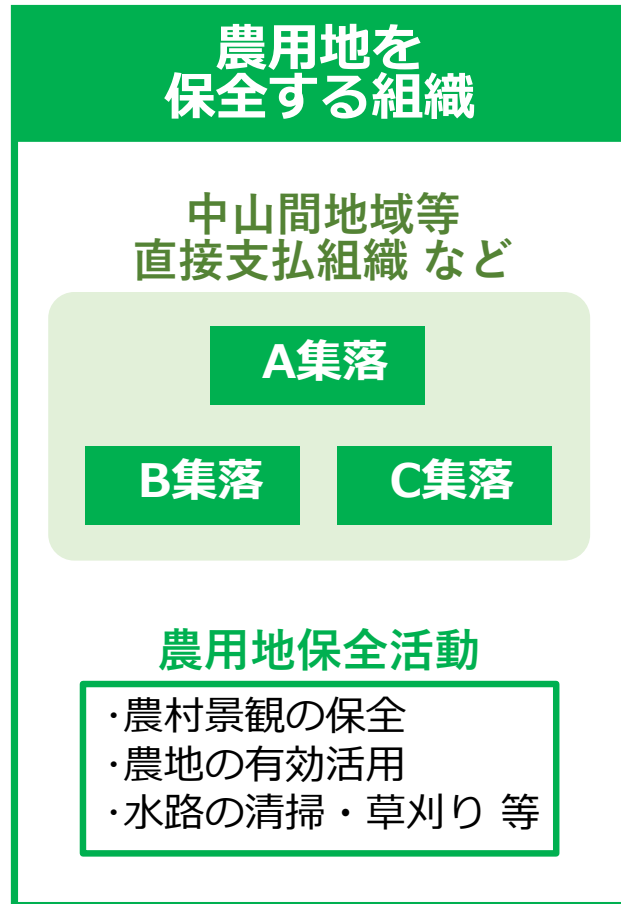 農用地を
保全する組織
中山間地域等
直接支払組織 など
A集落
B集落
C集落
農用地保全活動
･農村景観の保全
･農地の有効活用
･水路の清掃・草刈り 等